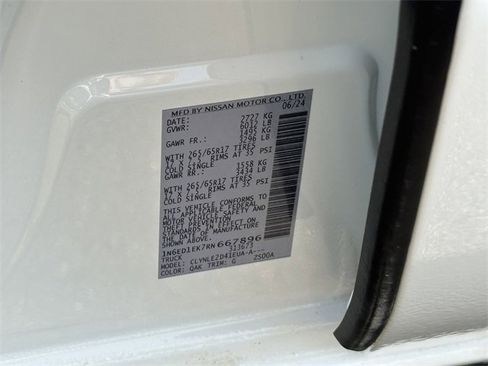 MFD BY NISSAN MOTOR CO., LTD.
DATE: 06/24
GVWR: 2727 KG
6012 LB
GAWR FR.: 1495 KG
3296 LB
WITH 265/65R17 TIRES
17 X 7.5 RIMS AT 35 PSI
COLD SINGLE
GAWR RR.: 1558 KG
3434 LB
WITH 265/65R17 TIRES
17 X 7.5 RIMS AT 35 PSI
COLD SINGLE
THIS VEHICLE CONFORMS TO
ALL APPLICABLE FEDERAL
MOTOR VEHICLE SAFETY AND
THEFT PREVENTION
STANDARDS IN EFFECT ON
THE DATE OF MANUFACTURE
SHOWN ABOVE.
1N6ED1EK7RN667896
TRUCK 313673
MODEL: CLYNLEZD41EUA-A---
COLOR: QAK TRIM: G 2S00A